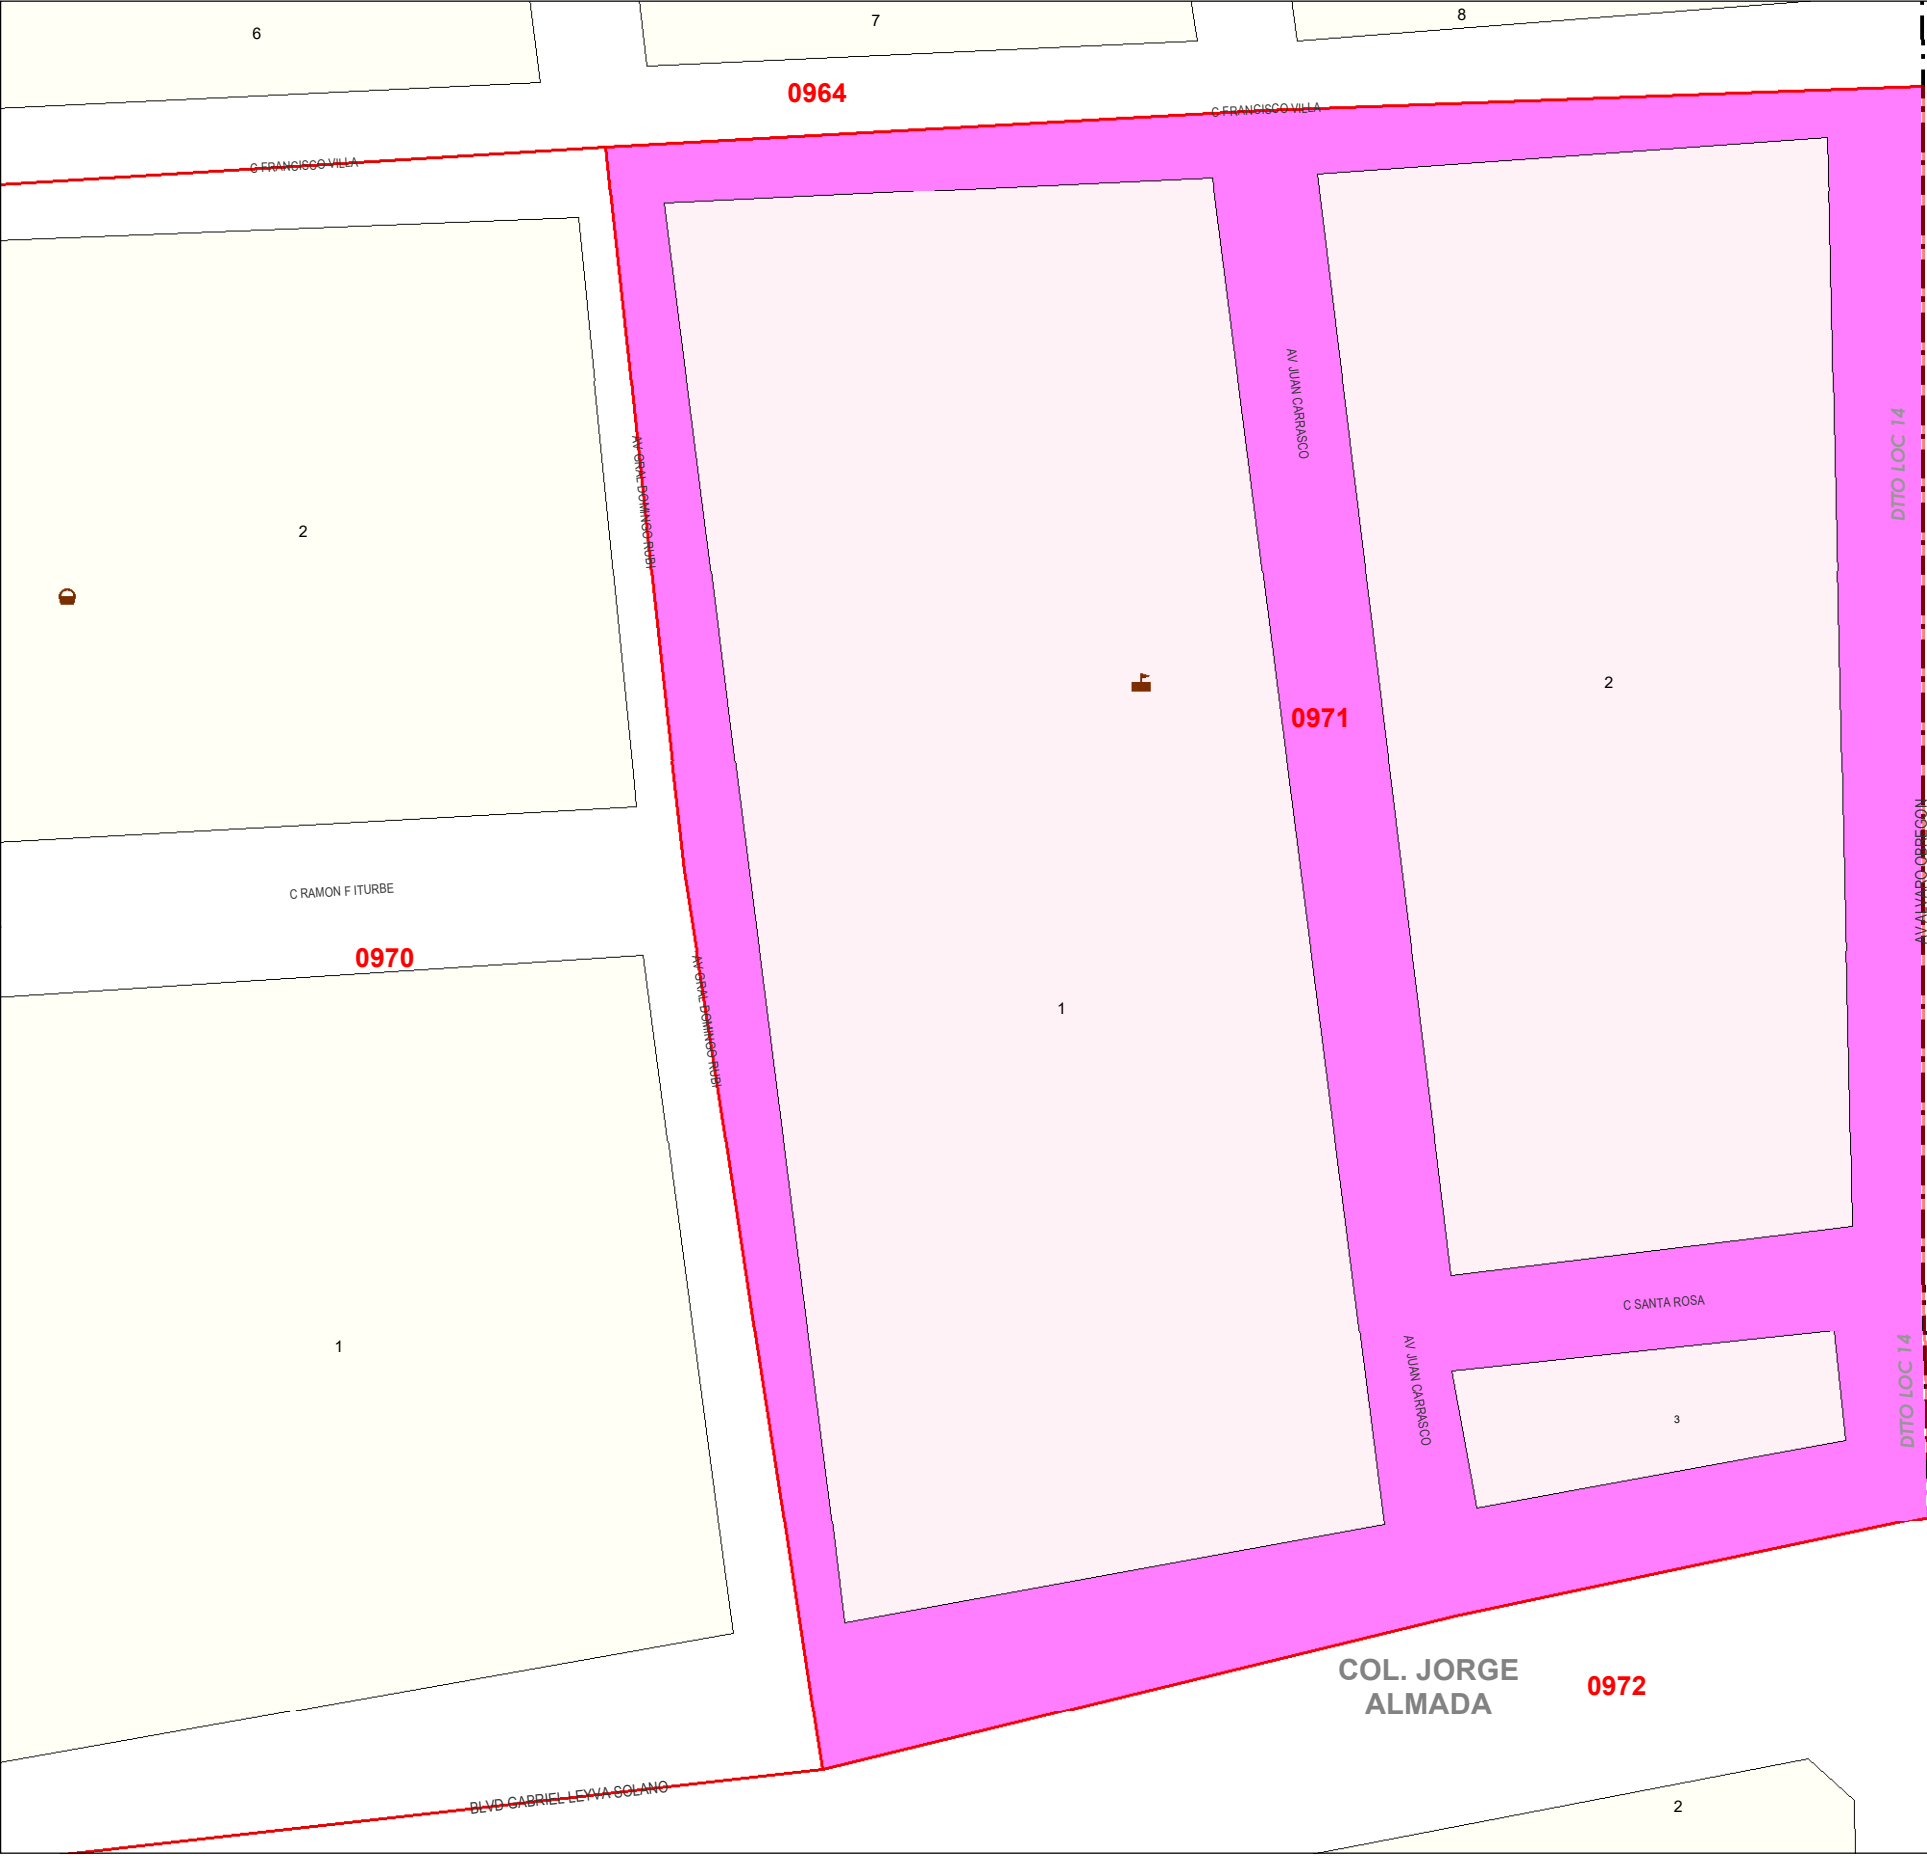 6
7
8
0964
C FRANCISCO VILLA
C FRANCISCO VILLA
AV JUAN CARRASCO
DTTO LOC 14
AV GRAL DOMINGO RUBI
2
2
0971
AV ALVARO OBREGON
C RAMON F ITURBE
0970
AV GRAL DOMINGO RUBI
1
C SANTA ROSA
1
AV JUAN CARRASCO
DTTO LOC 14
3
COL. JORGE
ALMADA
0972
BLVD GABRIEL LEYVA SOLANO
2